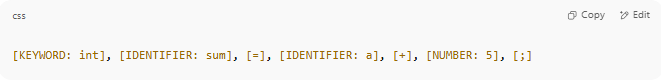 css
Copy
Edit
[KEYWORD: int], [IDENTIFIER: sum], [=], [IDENTIFIER: a], [+], [NUMBER: 5], [;]